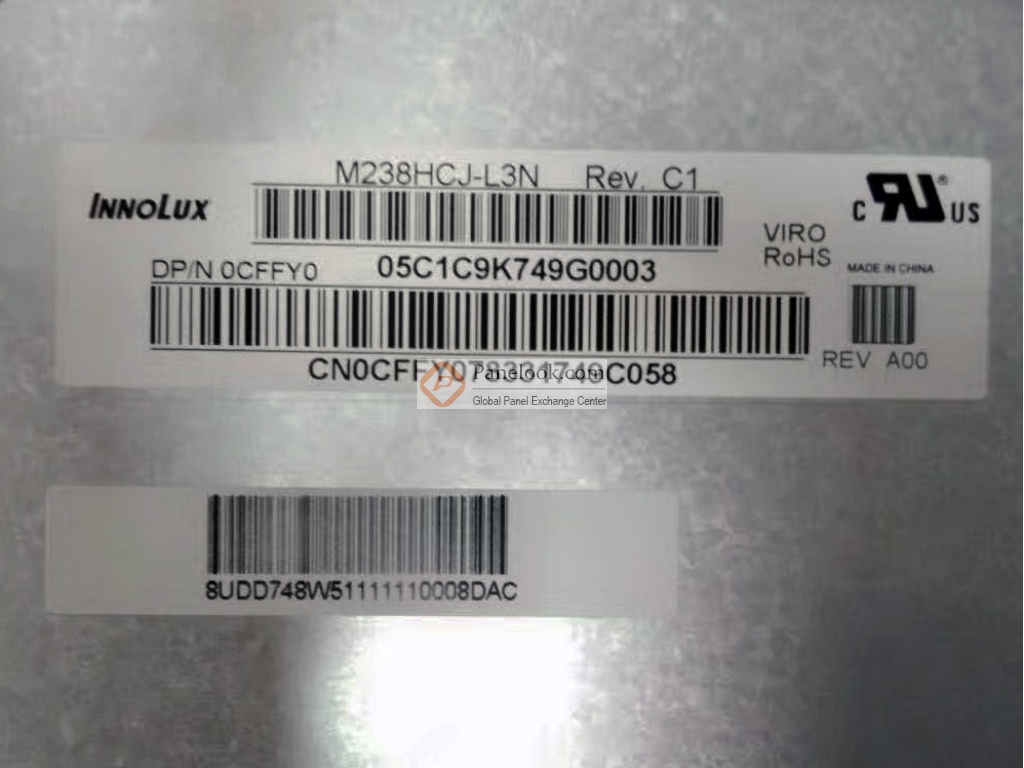 M238HCJ-L3N Rev. C1
INNOLUX
C US
VIRO
RoHS
DP/N 0CFFY0 05C1C9K749G0003
MADE IN CHINA
REV A00
Panelook.com
Global Panel Exchange Center
8UDD748W51111110008DAC